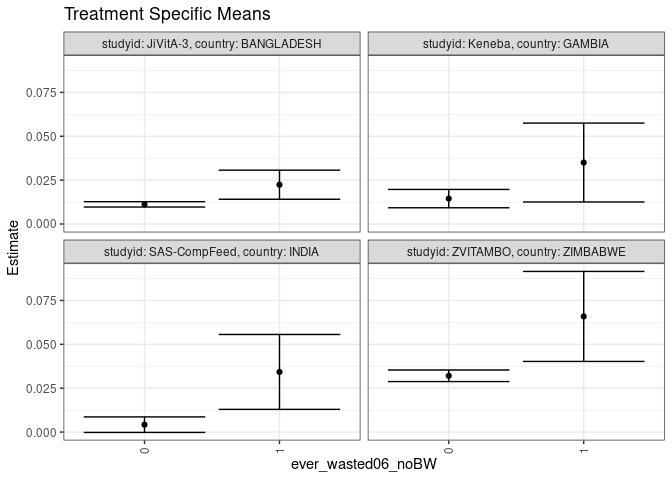 Treatment Specific Means
studyid: JiVitA-3, country: BANGLADESH
studyid: Keneba, country: GAMBIA
0.075
0.050
0.025
0.000
studyid: SAS-CompFeed, country: INDIA
studyid: ZVITAMBO, country: ZIMBABWE
0.075
0.050
0.025
0.000
Estimate
0
1
0
1
ever_wasted06_noBW